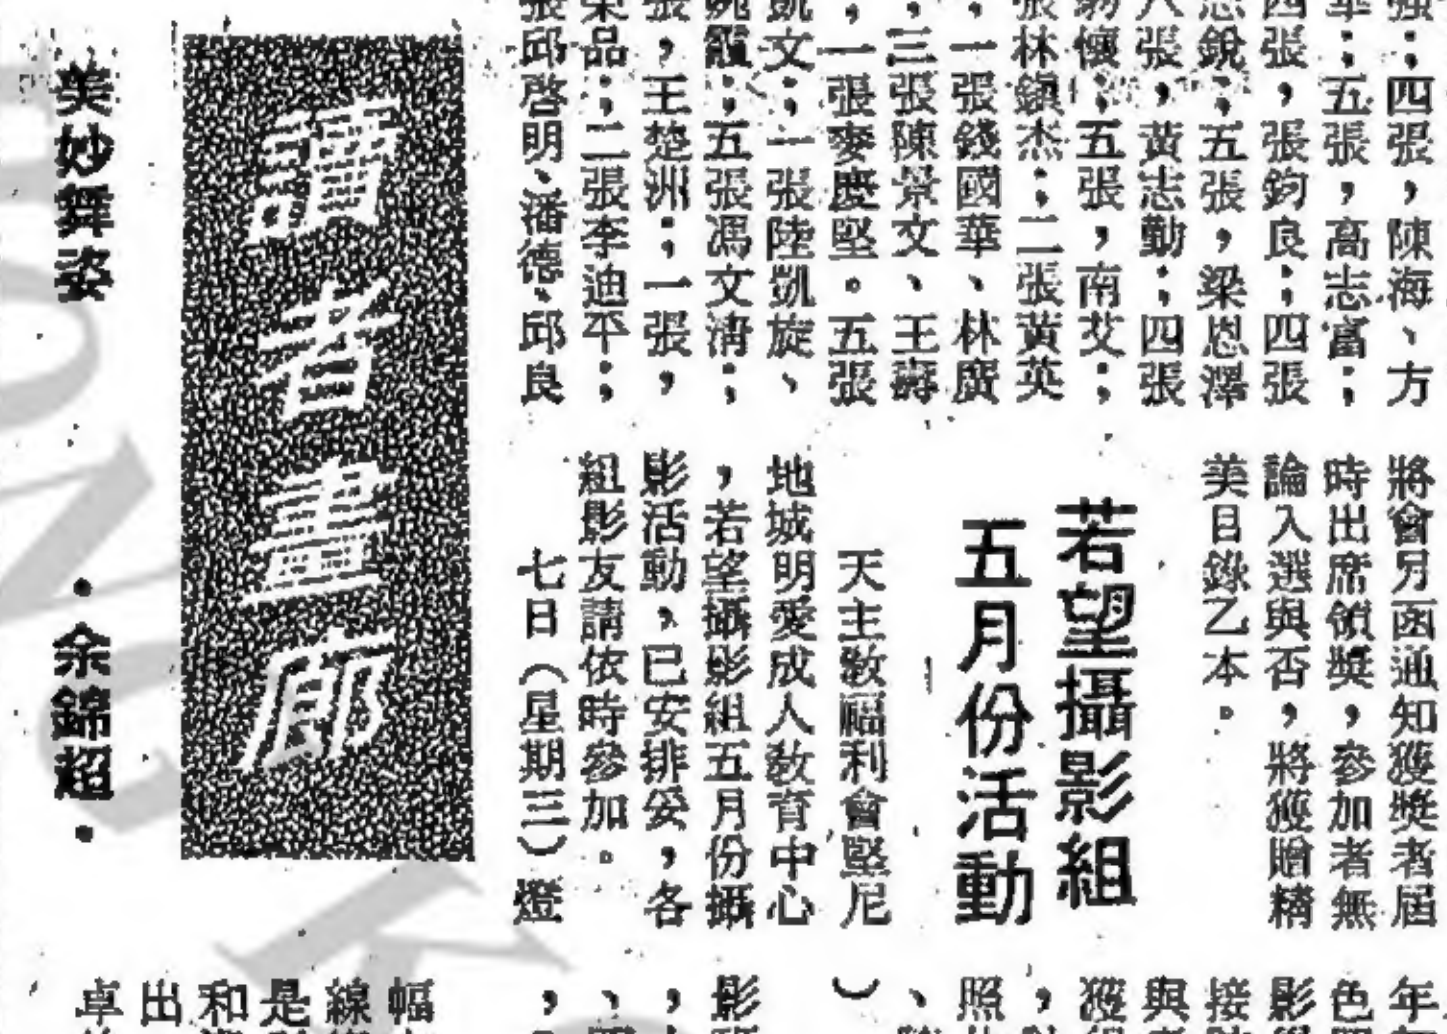 強；四張，陳海、方
華；五張，高志富；
四張，張鈞良；四張
志銳；五張，梁恩澤
八張，黃志勤；四張
懷；五張，南艾；
張林鎭杰；二張黃英
，一張錢國華、林廣
，三張陳景文、王壽
，一張麥慶堅。五張
凱文；一張陸凱旋、
；五張馮文清；
張，王楚洲；一張，
榮品；二張李迪平；
張邱啓明、潘德、邱良
將會另函通知獲獎者屆
時出席領獎，參加者無
論入選與否，將獲贈精
美目錄乙本。
若望攝影組
五月份活動
天主敎福利會堅尼
地城明愛成人敎育中心
，若望攝影組五月份攝
影活動、已安排妥，各
組影友請依時參加。
七日（星期三）燈
讀者畫廊
美妙舞姿
・余錦超・
年
色
影
接
與
獲
，
照
、
）
影
，
、
，
幅
線
是
和
出
卓